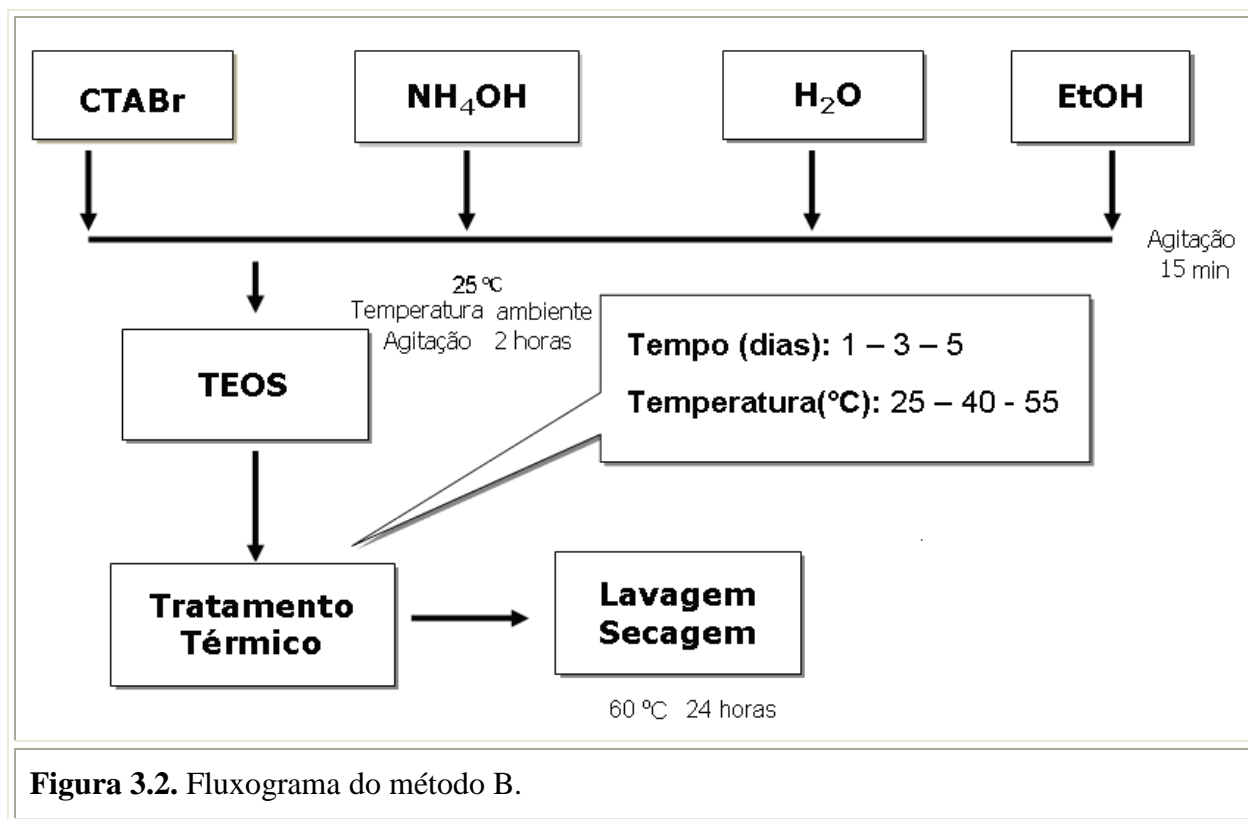 CTABr
NH₄OH
H₂O
EtOH
Agitação
15 min
25 ºC
Temperatura ambiente
Agitação 2 horas
TEOS
Tempo (dias): 1 – 3 – 5
Temperatura(°C): 25 – 40 - 55
Tratamento
Térmico
Lavagem
Secagem
60 ºC 24 horas
Figura 3.2. Fluxograma do método B.